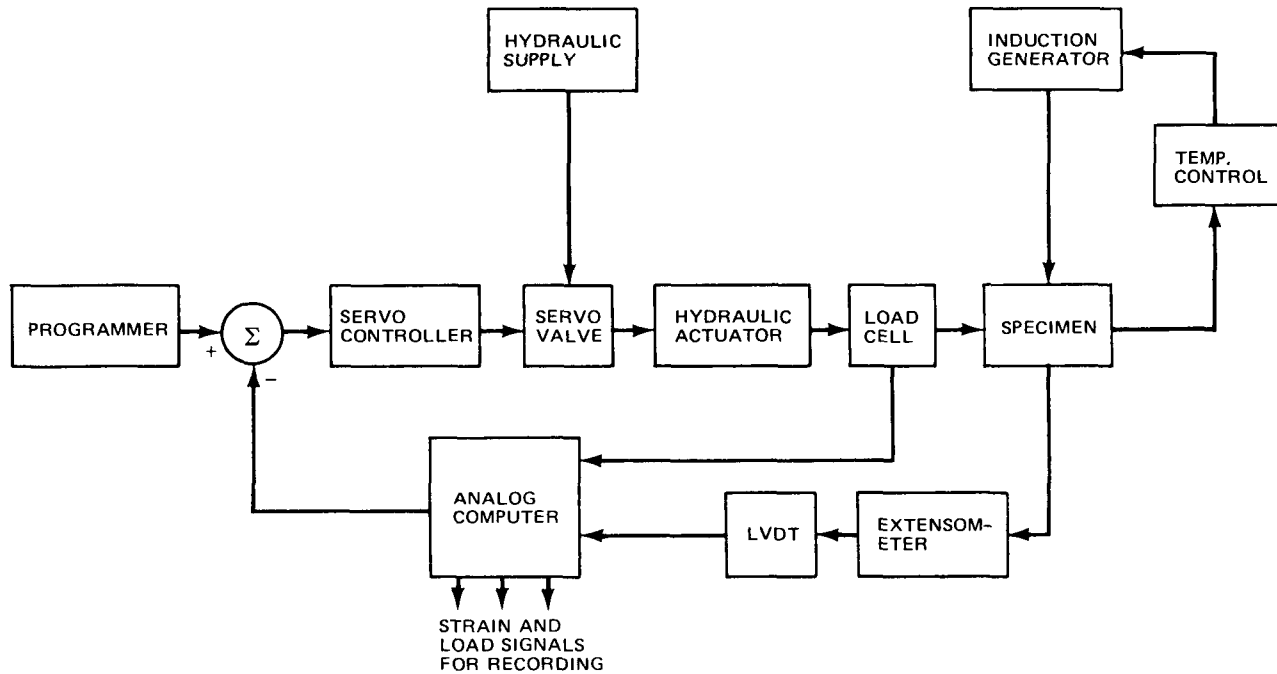 HYDRAULIC
SUPPLY
INDUCTION
GENERATOR
TEMP.
CONTROL
PROGRAMMER
+
Σ
−
SERVO
CONTROLLER
SERVO
VALVE
HYDRAULIC
ACTUATOR
LOAD
CELL
SPECIMEN
ANALOG
COMPUTER
LVDT
EXTENSOM-
ETER
STRAIN AND
LOAD SIGNALS
FOR RECORDING